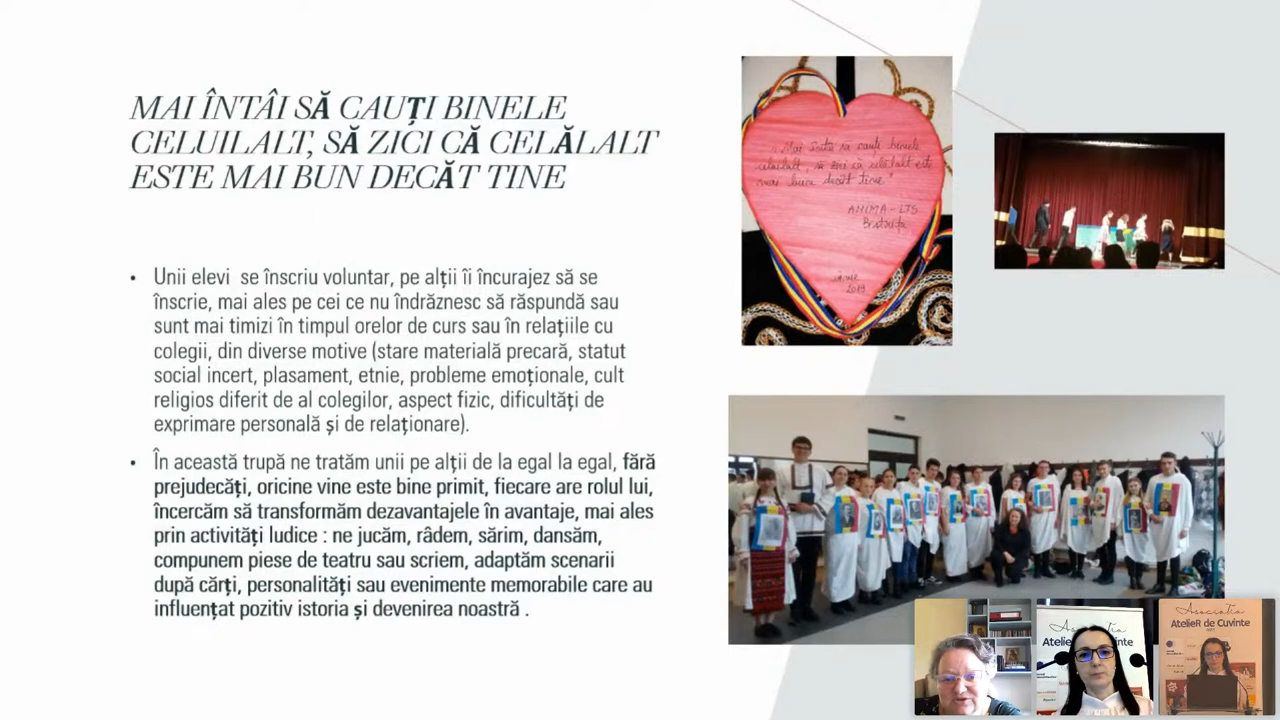 MAI ÎNTÂI SĂ CAUȚI BINELE
CELUILALT, SĂ ZICI CĂ CELĂLALT
ESTE MAI BUN DECĂT TINE
• Unii elevi se înscriu voluntar, pe alții îi încurajez să se
înscrie, mai ales pe cei ce nu îndrăznesc să răspundă sau
sunt mai timizi în timpul orelor de curs sau în relațiile cu
colegii, din diverse motive (stare materială precară, statut
social incert, plasament, etnie, probleme emoționale, cult
religios diferit de al colegilor, aspect fizic, dificultăți de
exprimare personală și de relaționare).
• În această trupă ne tratăm unii pe alții de la egal la egal, fără
prejudecăți, oricine vine este bine primit, fiecare are rolul lui,
încercăm să transformăm dezavantajele în avantaje, mai ales
prin activități ludice : ne jucăm, râdem, sărim, dansăm,
compunem piese de teatru sau scriem, adaptăm scenarii
după cărți, personalități sau evenimente memorabile care au
influențat pozitiv istoria și devenirea noastră .
„Mai întâi să cauți binele
celuilalt, să zici că celălalt este
mai bun decât tine"
ANIMA - LTS
Bistrița
2019
Asociația
AtelieR de Cuvinte
Asociația
AtelieR de Cuvinte